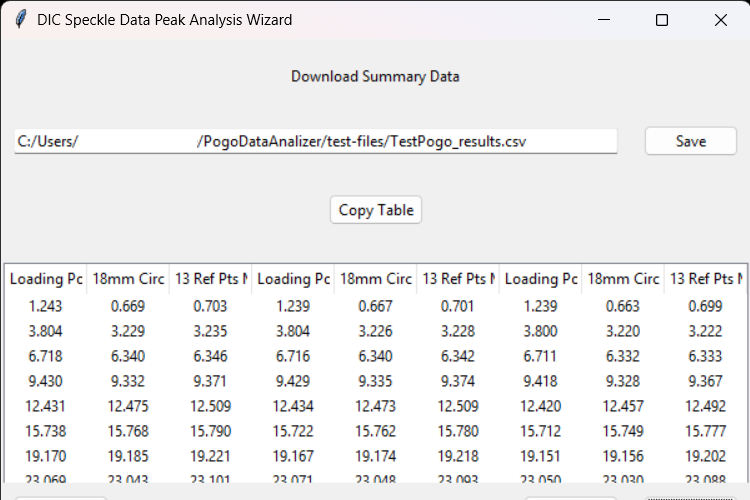 DIC Speckle Data Peak Analysis Wizard
Download Summary Data
C:/Users/ /PogoDataAnalizer/test-files/TestPogo_results.csv Save
Copy Table
Loading Pc 18mm Circ 13 Ref Pts M Loading Pc 18mm Circ 13 Ref Pts M Loading Pc 18mm Circ 13 Ref Pts M
1.243 0.669 0.703 1.239 0.667 0.701 1.239 0.663 0.699
3.804 3.229 3.235 3.804 3.226 3.228 3.800 3.220 3.222
6.718 6.340 6.346 6.716 6.340 6.342 6.711 6.332 6.333
9.430 9.332 9.371 9.429 9.335 9.374 9.418 9.328 9.367
12.431 12.475 12.509 12.434 12.473 12.509 12.420 12.457 12.492
15.738 15.768 15.790 15.722 15.762 15.780 15.712 15.749 15.777
19.170 19.185 19.221 19.167 19.174 19.218 19.151 19.156 19.202
23.069 23.043 23.101 23.071 23.048 23.093 23.050 23.030 23.088